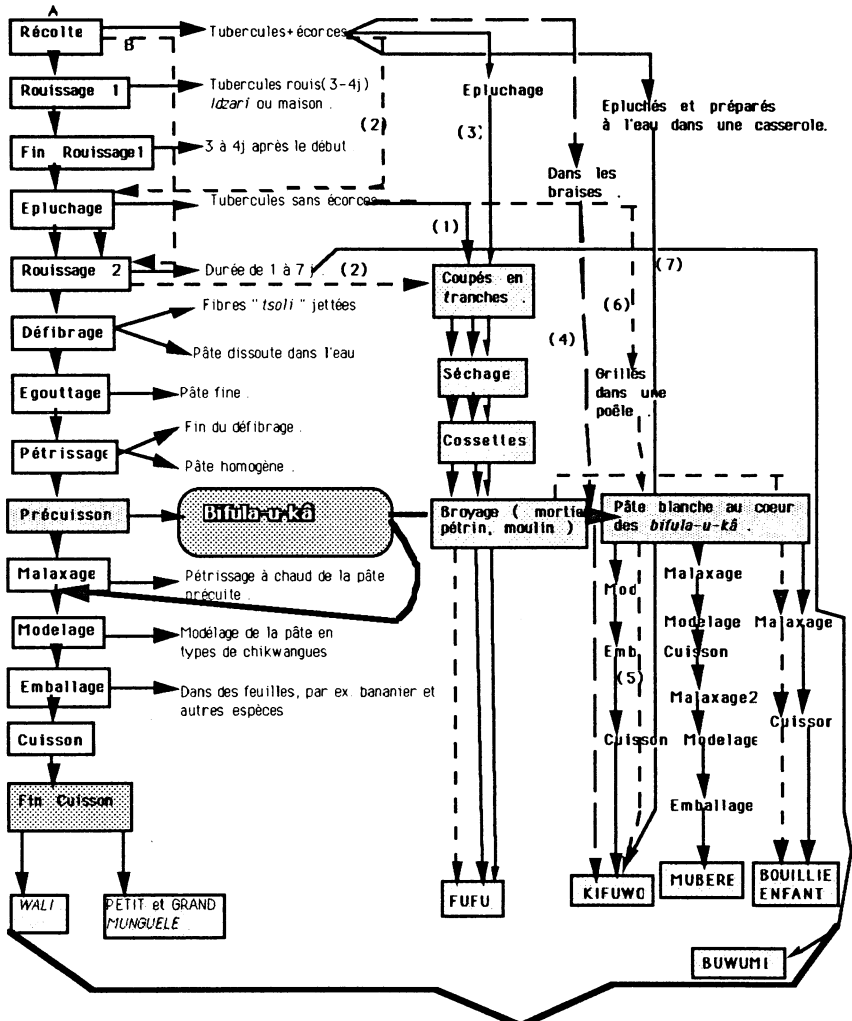 A
Récolte
B
Tubercules+écorces
Rouissage 1
Tubercules rouis(3-4j)
Idzari ou maison .
(2)
Epluchage
(3)
Epluchés et préparés
à l'eau dans une casserole.
Fin Rouissage1
3 à 4j après le début
Dans les
braises .
Epluchage
Tubercules sans écorces
(1)
Rouissage 2
Durée de 1 à 7 j .
(2)
Coupés en
tranches .
(7)
(6)
(4)
Défibrage
Fibres "tsoli" jettées
Pâte dissoute dans l'eau
Séchage
Grillés
dans une
poêle .
Egouttage
Pâte fine .
Cossettes
Pétrissage
Fin du défibrage .
Pâte homogène .
Précuisson
Bifula-u-kâ
Broyage ( mortie
pétrin, moulin )
Pâte blanche au coeur
des bifula-u-kâ .
Malaxage
Pétrissage à chaud de la pâte
précuite .
Mod
Malaxage
Modelage
Modélage de la pâte en
types de chikwangues
Modelage
Malaxage
Emb
Cuisson
(5)
Emballage
Dans des feuilles, par ex. bananier et
autres espèces
Malaxage2
Cuissor
Cuisson
Cuisson
Modelage
Fin Cuisson
Emballage
WALI
PETIT et GRAND
MUNGUELE
FUFU
KIFUWO
MUBERE
BOUILLIE
ENFANT
BUWUMI